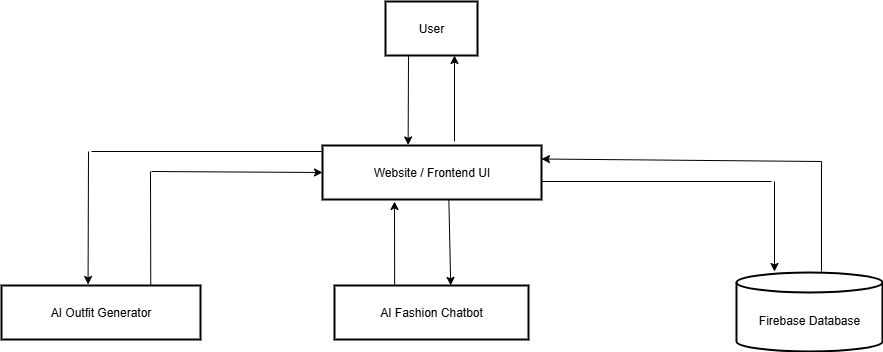 User
Website / Frontend UI
AI Outfit Generator
AI Fashion Chatbot
Firebase Database